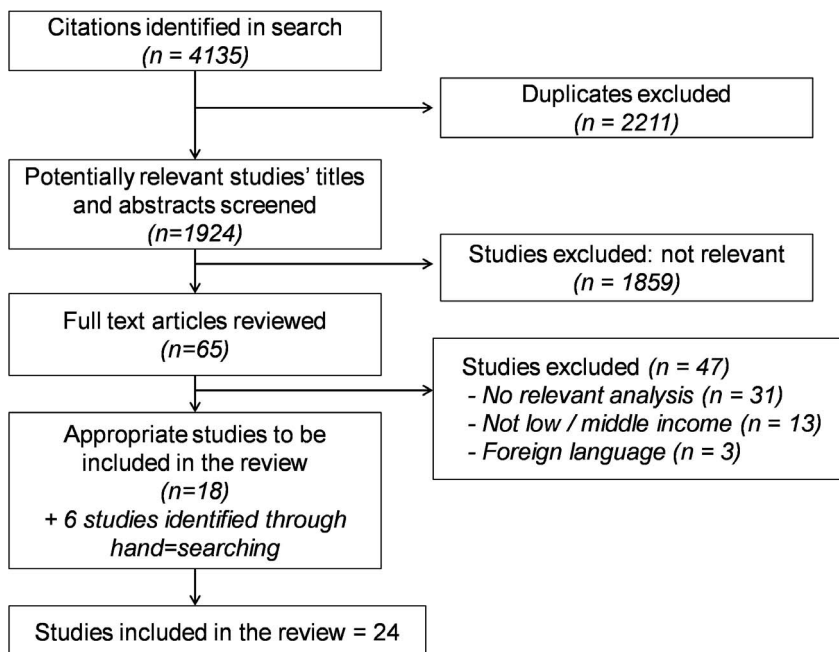 Citations identified in search
(n = 4135)
Duplicates excluded
(n = 2211)
Potentially relevant studies' titles
and abstracts screened
(n=1924)
Studies excluded: not relevant
(n = 1859)
Full text articles reviewed
(n=65)
Studies excluded (n = 47)
- No relevant analysis (n = 31)
- Not low / middle income (n = 13)
- Foreign language (n = 3)
Appropriate studies to be
included in the review
(n=18)
+ 6 studies identified through
hand=searching
Studies included in the review = 24